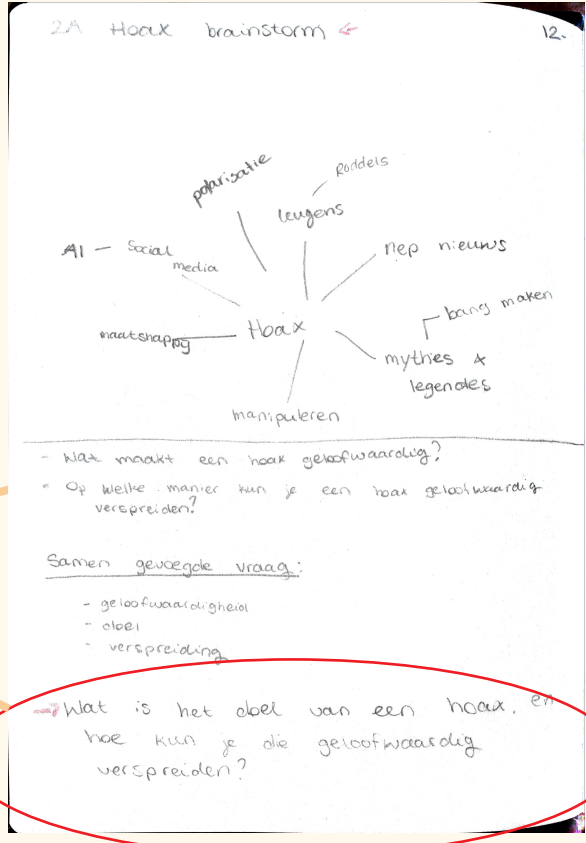 2A Hoax brainstorm
12.
Roddels
polarisatie
leugens
AI — Social
media
nep nieuws
bang maken
Hoax
maatshappy
mythes &
legendes
manipuleren
- Wat maakt een hoax geloofwaardig?
- Op welke manier kun je een hoax geloofwaardig
verspreiden?
Samen gevoegde vraag:
- geloofwaardigheid
- doel
- verspreiding
→ Wat is het doel van een hoax, en
hoe kun je die geloofwaardig
verspreiden?